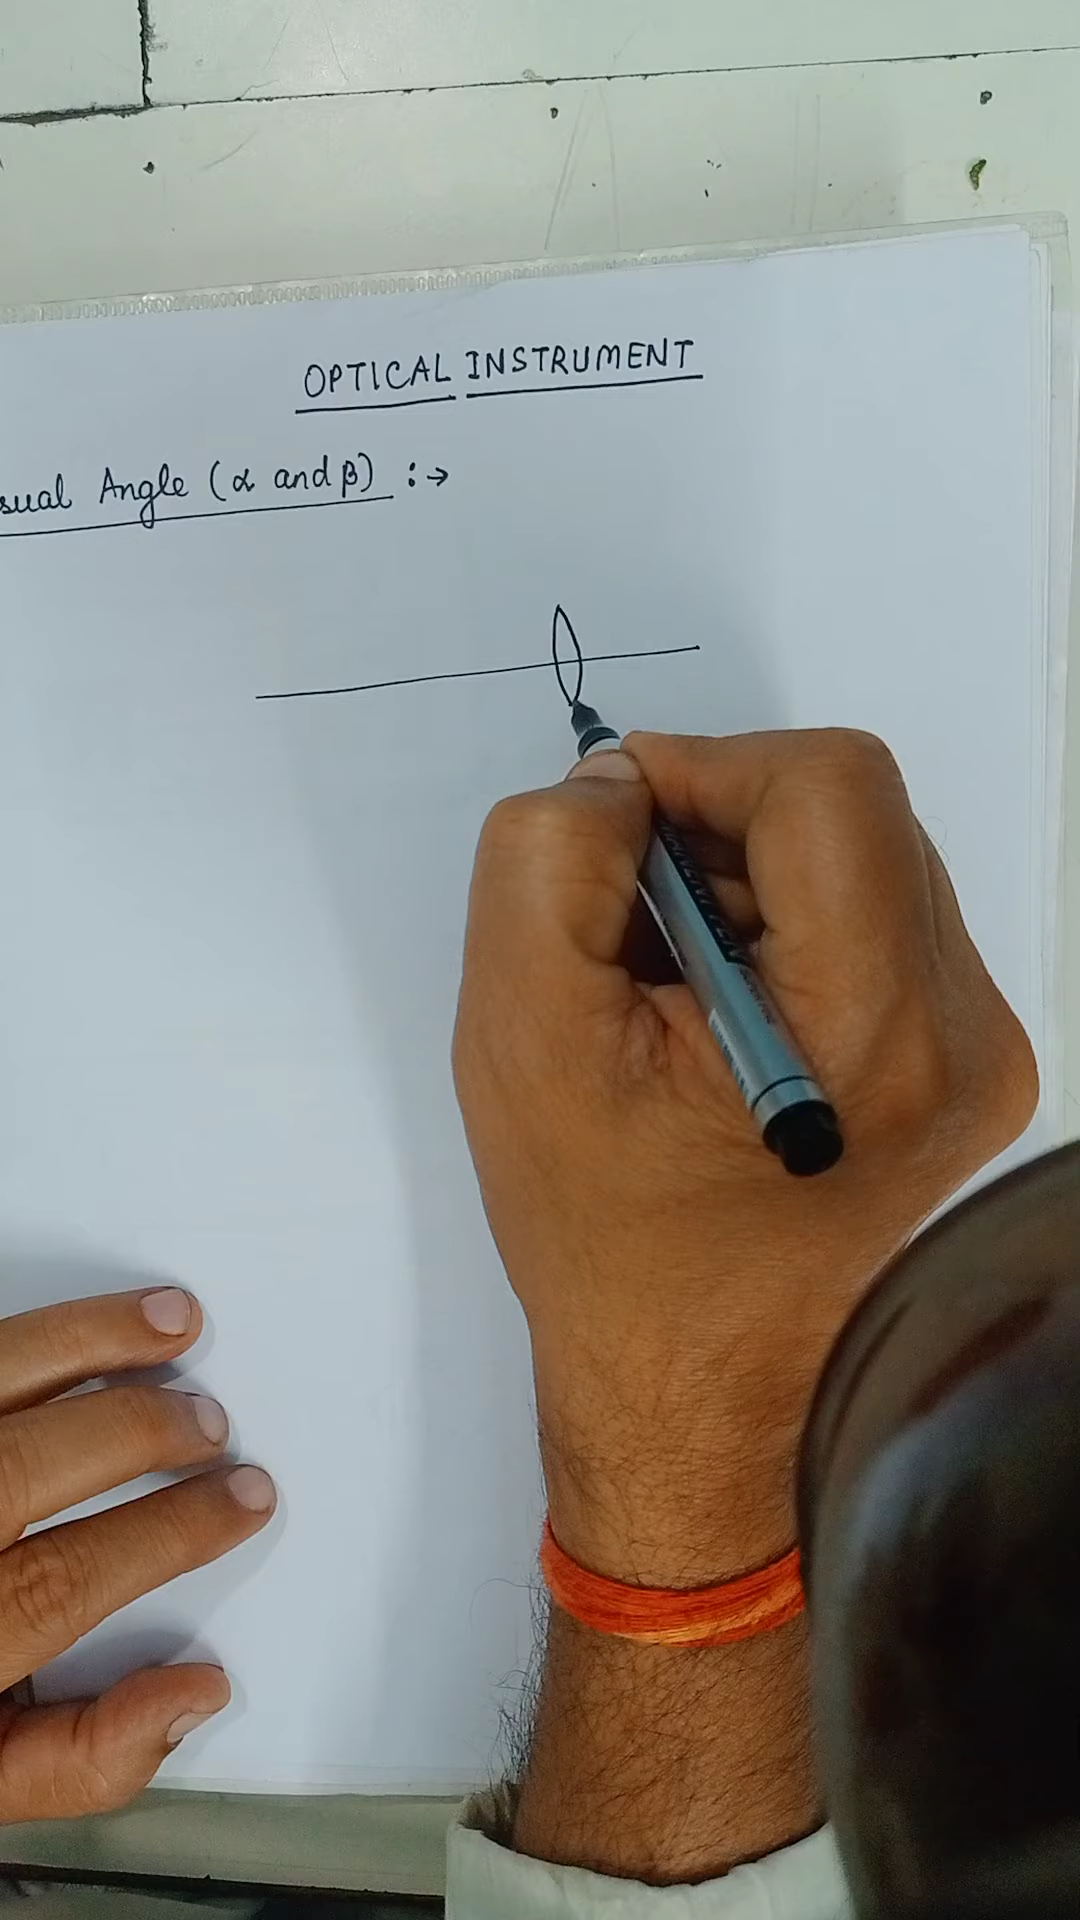 OPTICAL INSTRUMENT
sual Angle (α and β) :→